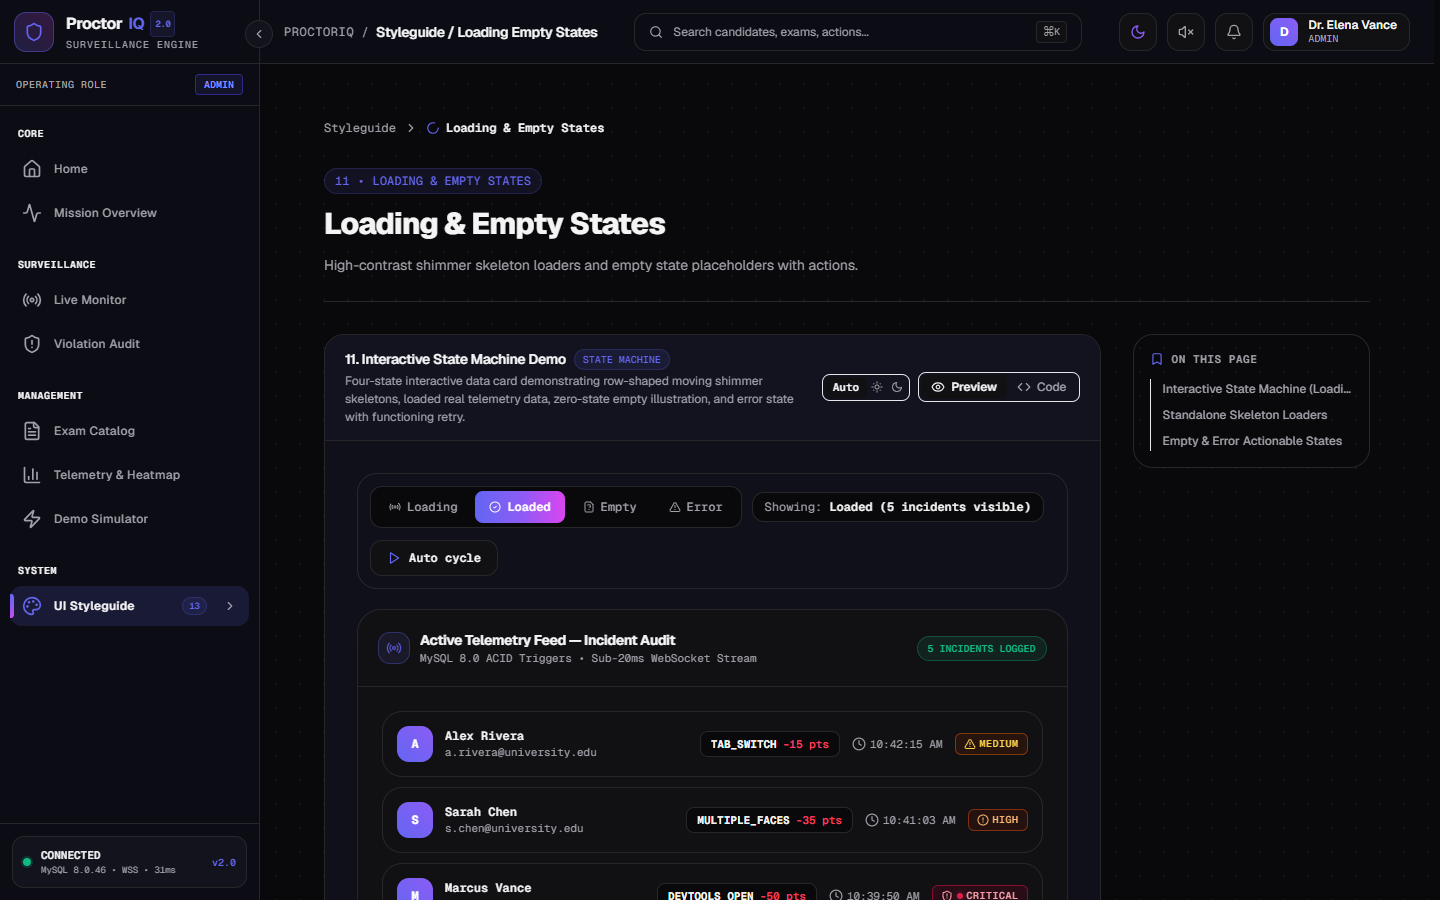 Proctor IQ 2.0
SURVEILLANCE ENGINE
PROCTORIQ / Styleguide / Loading Empty States
Search candidates, exams, actions...
⌘K
D
Dr. Elena Vance
ADMIN
OPERATING ROLE
ADMIN
CORE
Home
Mission Overview
SURVEILLANCE
Live Monitor
Violation Audit
MANAGEMENT
Exam Catalog
Telemetry & Heatmap
Demo Simulator
SYSTEM
UI Styleguide
13
CONNECTED
MySQL 8.0.46 • WSS • 31ms
v2.0
Styleguide > Loading & Empty States
11 • LOADING & EMPTY STATES
Loading & Empty States
High-contrast shimmer skeleton loaders and empty state placeholders with actions.
11. Interactive State Machine Demo
STATE MACHINE
Four-state interactive data card demonstrating row-shaped moving shimmer
skeletons, loaded real telemetry data, zero-state empty illustration, and error state
with functioning retry.
Auto
Preview
Code
Loading
Loaded
Empty
Error
Showing: Loaded (5 incidents visible)
Auto cycle
Active Telemetry Feed — Incident Audit
MySQL 8.0 ACID Triggers • Sub-20ms WebSocket Stream
5 INCIDENTS LOGGED
A
Alex Rivera
a.rivera@university.edu
TAB_SWITCH -15 pts
10:42:15 AM
MEDIUM
S
Sarah Chen
s.chen@university.edu
MULTIPLE_FACES -35 pts
10:41:03 AM
HIGH
M
Marcus Vance
DEVTOOLS_OPEN -50 pts
10:39:50 AM
CRITICAL
ON THIS PAGE
Interactive State Machine (Loadi...
Standalone Skeleton Loaders
Empty & Error Actionable States